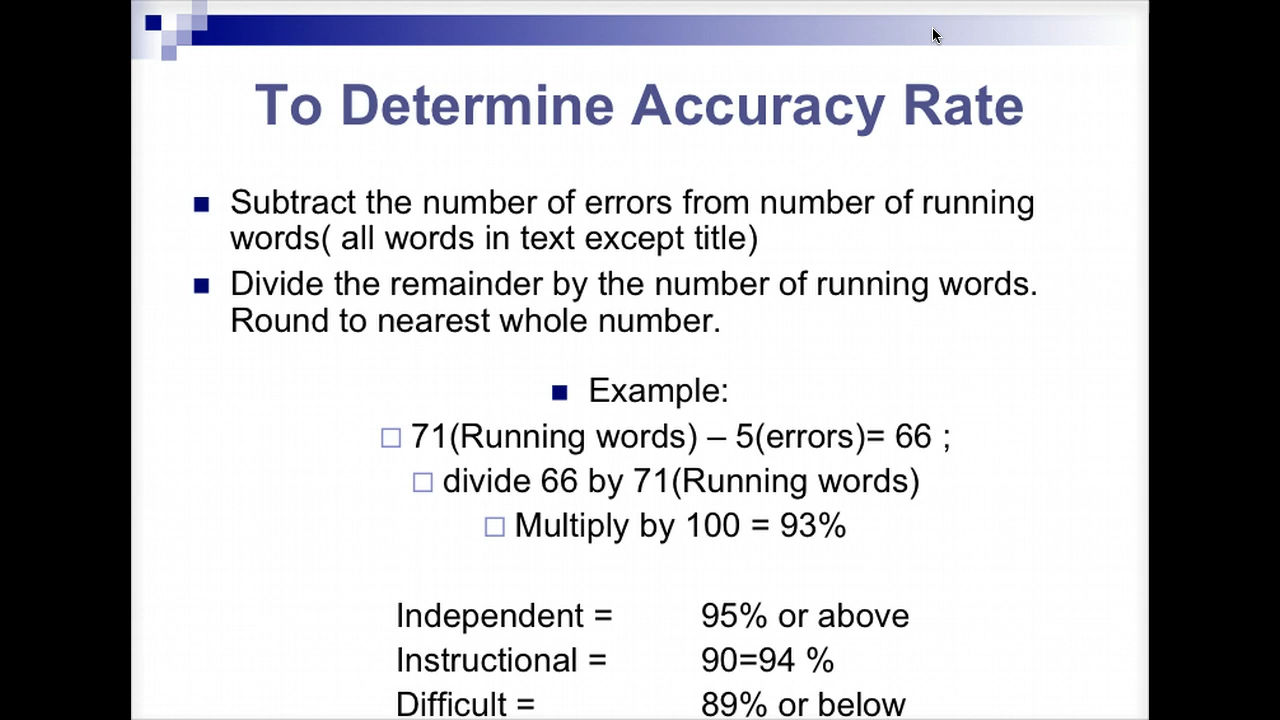 To Determine Accuracy Rate
Subtract the number of errors from number of running
words( all words in text except title)
Divide the remainder by the number of running words.
Round to nearest whole number.
Example:
71(Running words) – 5(errors)= 66 ;
divide 66 by 71(Running words)
Multiply by 100 = 93%
Independent = 95% or above
Instructional = 90=94 %
Difficult = 89% or below